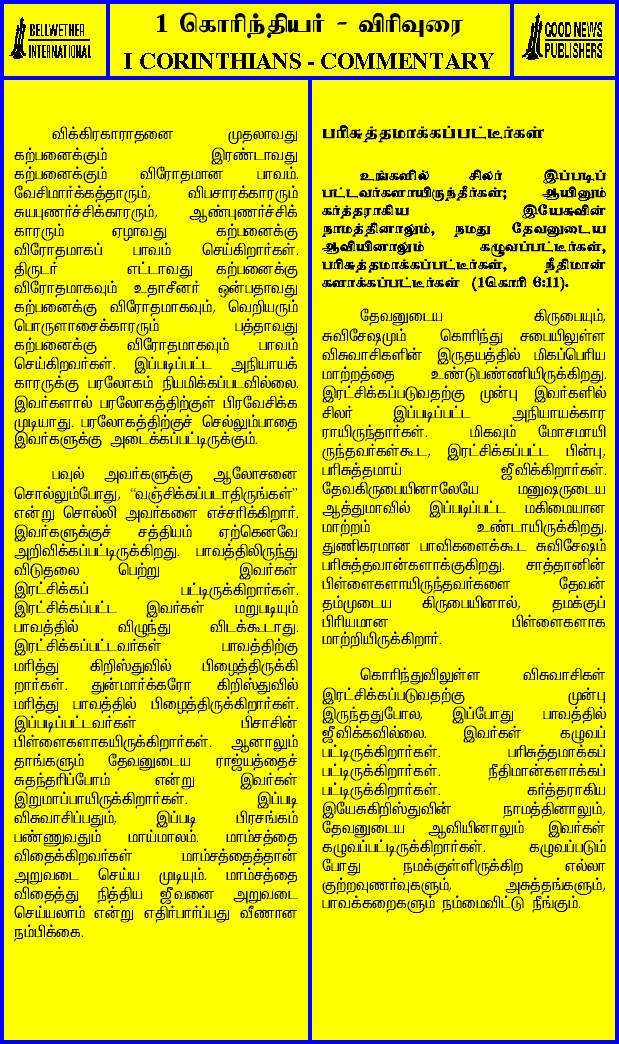 BELLWETHER
INTERNATIONAL
1 கொரிந்தியர் - விரிவுரை
I CORINTHIANS - COMMENTARY
GOOD NEWS
PUBLISHERS
விக்கிரகாராதனை முதலாவது
கற்பனைக்கும் இரண்டாவது
கற்பனைக்கும் விரோதமான பாவம்.
வேசிமார்க்கத்தாரும், விபசாரக்காரரும்
சுயபுணர்ச்சிக்காரரும், ஆண்புணர்ச்சிக்
காரரும் ஏழாவது கற்பனைக்கு
விரோதமாகப் பாவம் செய்கிறார்கள்.
திருடர் எட்டாவது கற்பனைக்கு
விரோதமாகவும் உதாசீனர் ஒன்பதாவது
கற்பனைக்கு விரோதமாகவும், வெறியரும்
பொருளாசைக்காரரும் பத்தாவது
கற்பனைக்கு விரோதமாகவும் பாவம்
செய்கிறவர்கள். இப்படிப்பட்ட அநியாயக்
காரருக்கு பரலோகம் நியமிக்கப்படவில்லை.
இவர்களால் பரலோகத்திற்குள் பிரவேசிக்க
முடியாது. பரலோகத்திற்குச் செல்லும்பாதை
இவர்களுக்கு அடைக்கப்பட்டிருக்கும்.
பவுல் அவர்களுக்கு ஆலோசனை
சொல்லும்போது, “வஞ்சிக்கப்படாதிருங்கள்”
என்று சொல்லி அவர்களை எச்சரிக்கிறார்.
இவர்களுக்குச் சத்தியம் ஏற்கெனவே
அறிவிக்கப்பட்டிருக்கிறது. பாவத்திலிருந்து
விடுதலை பெற்று இவர்கள்
இரட்சிக்கப் பட்டிருக்கிறார்கள்.
இரட்சிக்கப்பட்ட இவர்கள் மறுபடியும்
பாவத்தில் விழுந்து விடக்கூடாது.
இரட்சிக்கப்பட்டவர்கள் பாவத்திற்கு
மரித்து கிறிஸ்துவில் பிழைத்திருக்கி
றார்கள். துன்மார்க்கரோ கிறிஸ்துவில்
மரித்து பாவத்தில் பிழைத்திருக்கிறார்கள்.
இப்படிப்பட்டவர்கள் பிசாசின்
பிள்ளைகளாகயிருக்கிறார்கள். ஆனாலும்
தாங்களும் தேவனுடைய ராஜ்யத்தைச்
சுதந்தரிப்போம் என்று இவர்கள்
இறுமாப்பாயிருக்கிறார்கள். இப்படி
விசுவாசிப்பதும், இப்படி பிரசங்கம்
பண்ணுவதும் மாய்மாலம். மாம்சத்தை
விதைக்கிறவர்கள் மாம்சத்தைத்தான்
அறுவடை செய்ய முடியும். மாம்சத்தை
விதைத்து நித்திய ஜீவனை அறுவடை
செய்யலாம் என்று எதிர்பார்ப்பது வீணான
நம்பிக்கை.
பரிசுத்தமாக்கப்பட்டீர்கள்
உங்களில் சிலர் இப்படிப்
பட்டவர்களாயிருந்தீர்கள்; ஆயினும்
கர்த்தராகிய இயேசுவின்
நாமத்தினாலும், நமது தேவனுடைய
ஆவியினாலும் கழுவப்பட்டீர்கள்,
பரிசுத்தமாக்கப்பட்டீர்கள், நீதிமான்
களாக்கப்பட்டீர்கள் (1கொரி 6:11).
தேவனுடைய கிருபையும்,
சுவிசேஷமும் கொரிந்து சபையிலுள்ள
விசுவாசிகளின் இருதயத்தில் மிகப்பெரிய
மாற்றத்தை உண்டுபண்ணியிருக்கிறது.
இரட்சிக்கப்படுவதற்கு முன்பு இவர்களில்
சிலர் இப்படிப்பட்ட அநியாயக்கார
ராயிருந்தார்கள். மிகவும் மோசமாயி
ருந்தவர்கள்கூட, இரட்சிக்கப்பட்ட பின்பு,
பரிசுத்தமாய் ஜீவிக்கிறார்கள்.
தேவகிருபையினாலேயே மனுஷருடைய
ஆத்துமாவில் இப்படிப்பட்ட மகிமையான
மாற்றம் உண்டாயிருக்கிறது.
துணிகரமான பாவிகளைக்கூட சுவிசேஷம்
பரிசுத்தவான்களாக்குகிறது. சாத்தானின்
பிள்ளைகளாயிருந்தவர்களை தேவன்
தம்முடைய கிருபையினால், தமக்குப்
பிரியமான பிள்ளைகளாக
மாற்றியிருக்கிறார்.
கொரிந்துவிலுள்ள விசுவாசிகள்
இரட்சிக்கப்படுவதற்கு முன்பு
இருந்ததுபோல, இப்போது பாவத்தில்
ஜீவிக்கவில்லை. இவர்கள் கழுவப்
பட்டிருக்கிறார்கள். பரிசுத்தமாக்கப்
பட்டிருக்கிறார்கள். நீதிமான்களாக்கப்
பட்டிருக்கிறார்கள். கர்த்தராகிய
இயேசுகிறிஸ்துவின் நாமத்தினாலும்,
தேவனுடைய ஆவியினாலும் இவர்கள்
கழுவப்பட்டிருக்கிறார்கள். கழுவப்படும்
போது நமக்குள்ளிருக்கிற எல்லா
குற்றவுணர்வுகளும், அசுத்தங்களும்,
பாவக்கறைகளும் நம்மைவிட்டு நீங்கும்.